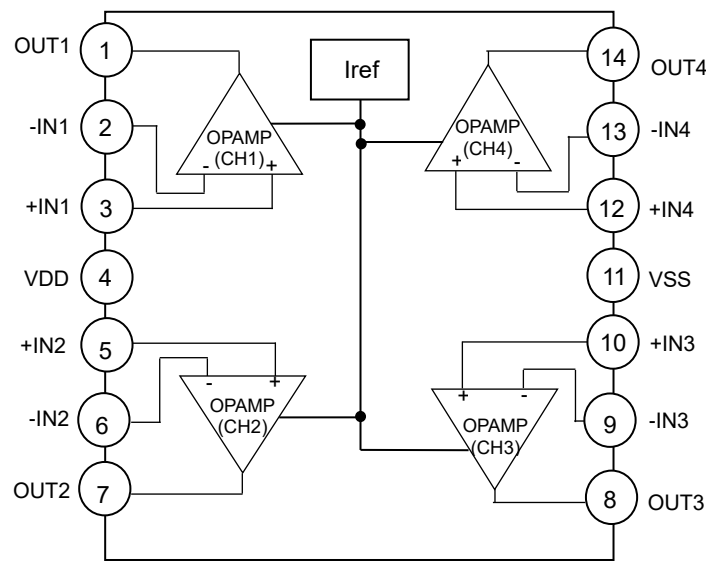 OUT1
1
-IN1
2
+IN1
3
VDD
4
+IN2
5
-IN2
6
OUT2
7
Iref
OPAMP
(CH1)
- +
OPAMP
(CH4)
+ -
- +
OPAMP
(CH2)
+ -
OPAMP
(CH3)
14
OUT4
13
-IN4
12
+IN4
11
VSS
10
+IN3
9
-IN3
8
OUT3